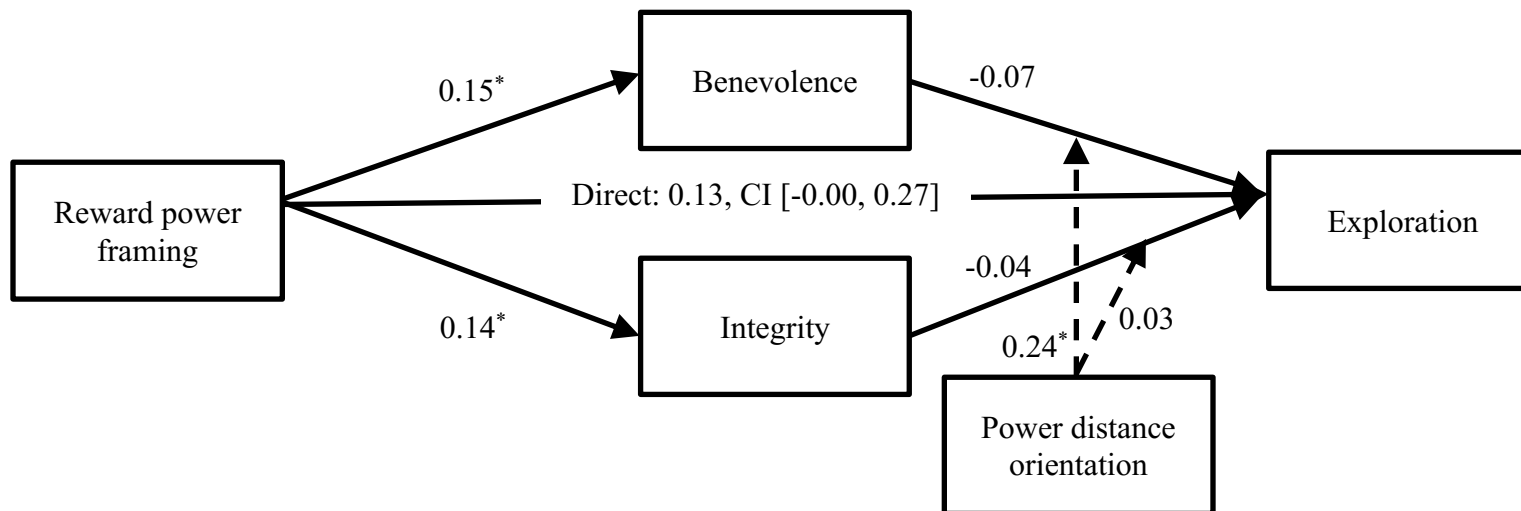 Benevolence
-0.07
0.15*
Reward power
framing
Direct: 0.13, CI [-0.00, 0.27]
Exploration
-0.04
Integrity
0.14*
0.03
0.24*
Power distance
orientation